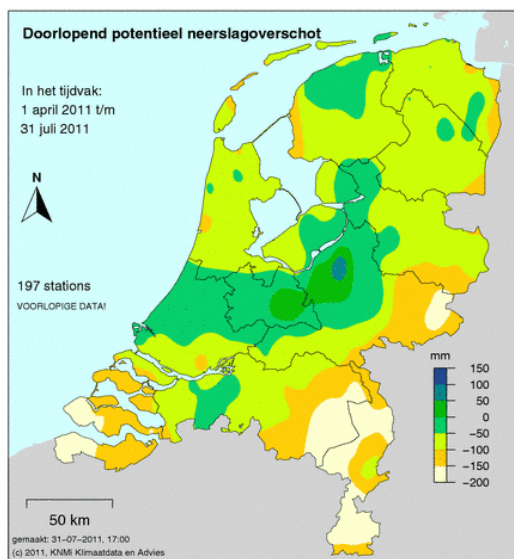 Doorlopend potentieel neerslagoverschot
In het tijdvak:
1 april 2011 t/m
31 juli 2011
N
197 stations
VOORLOPIGE DATA!
mm
150
100
50
0
−50
−100
−150
−200
50 km
gemaakt: 31−07−2011, 17:00
(c) 2011, KNMI Klimaatdata en Advies